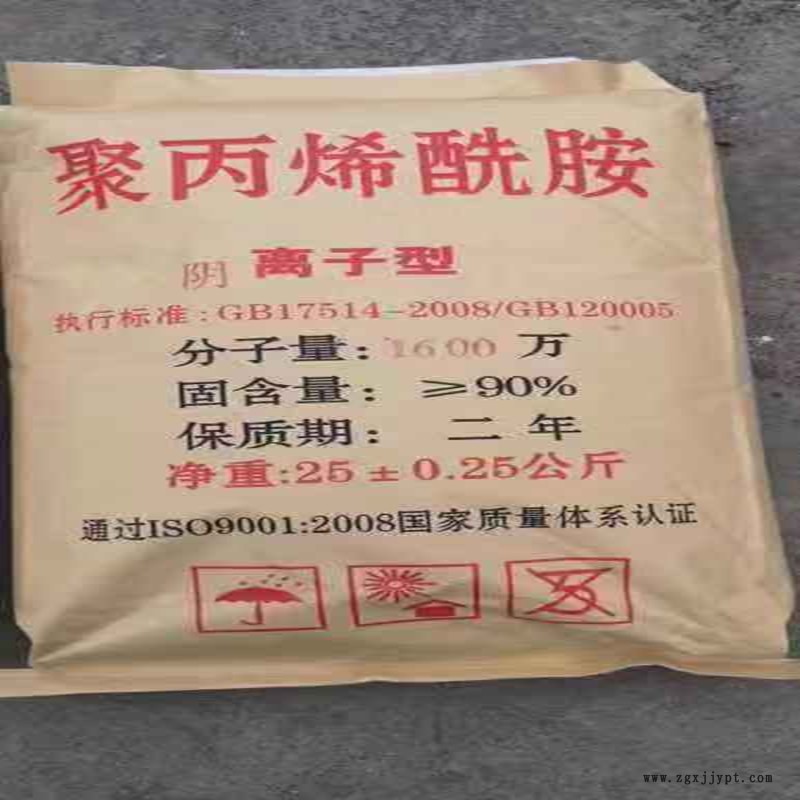 聚丙烯酰胺
阴 离子型
执行标准：GB17514-2008/GB120005
分子量：1600 万
固含量：≥90%
保质期：二年
净重:25±0.25公斤
通过ISO9001:2008国家质量体系认证
www.zgxjjypt.com